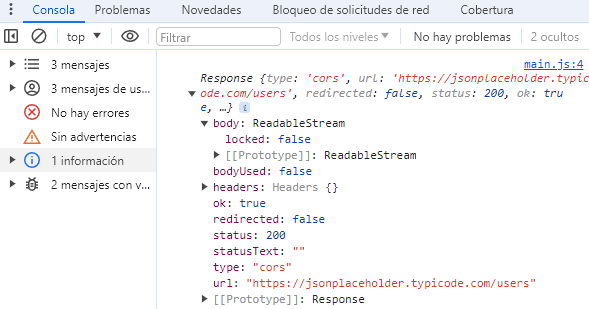 Consola Problemas Novedades Bloqueo de solicitudes de red Cobertura
top Filtrar Todos los niveles No hay problemas 2 ocultos
3 mensajes
3 mensajes de us...
No hay errores
Sin advertencias
1 información
2 mensajes con v...
main.js:4
Response {type: 'cors', url: 'https://jsonplaceholder.typic
ode.com/users', redirected: false, status: 200, ok: tru
e, …} i
body: ReadableStream
locked: false
[[Prototype]]: ReadableStream
bodyUsed: false
headers: Headers {}
ok: true
redirected: false
status: 200
statusText: ""
type: "cors"
url: "https://jsonplaceholder.typicode.com/users"
[[Prototype]]: Response